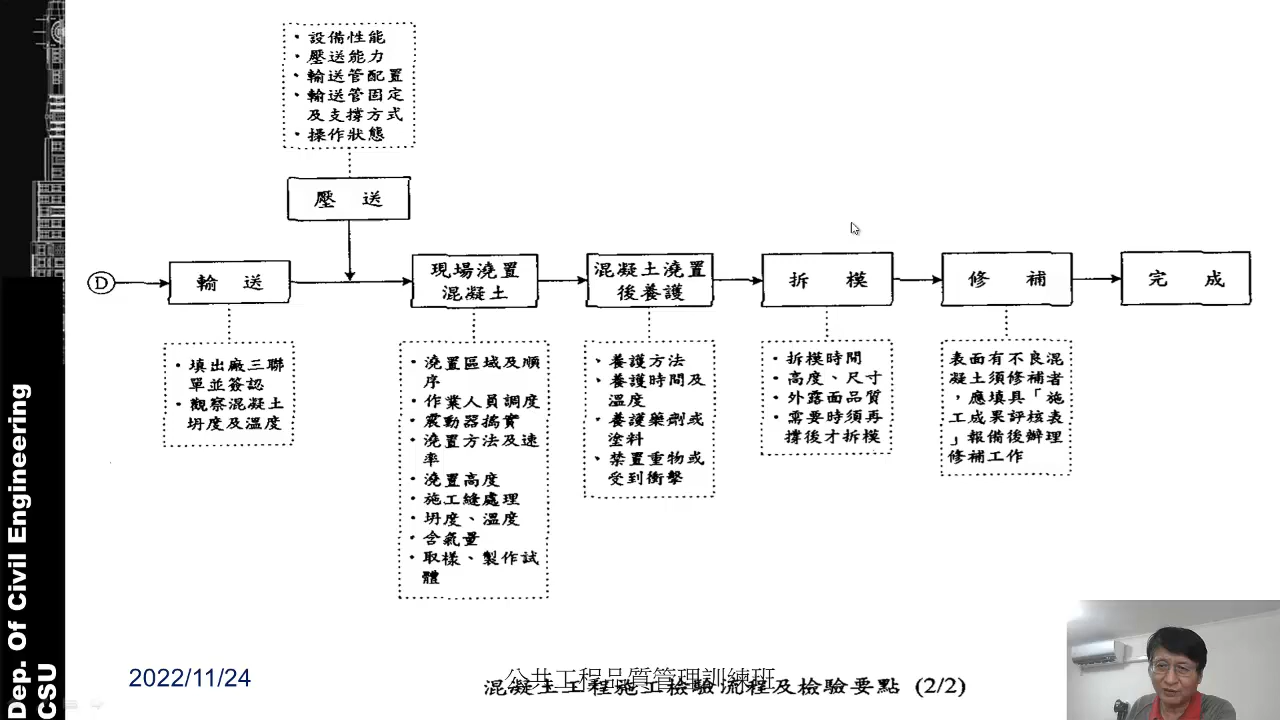 ・設備性能
・壓送能力
・輸送管配置
・輸送管固定
及支撐方式
・操作狀態
壓 送
D
輸 送
現場澆置
混凝土
混凝土澆置
後養護
拆 模
修 補
完 成
・填出廠三聯
單並簽認
・觀察混凝土
坍度及溫度
・澆置區域及順
序
・作業人員調度
・震動器搗實
・澆置方法及速
率
・澆置高度
・施工縫處理
・坍度、溫度
・含氣量
・取樣、製作試
體
、養護方法
、養護時間及
溫度
・養護藥劑或
塗料
、禁置重物或
受到衝擊
・拆模時間
・高度、尺寸
・外露面品質
・需要時須再
撐後才拆模
表面有不良混
凝土須修補者
，應填具「施
工成果評核表
」報備後辦理
修補工作
Dep. Of Civil Engineering
CSU
2022/11/24
公共工程品質管理訓練班
混凝土工程施工檢驗流程及檢驗要點 (2/2)